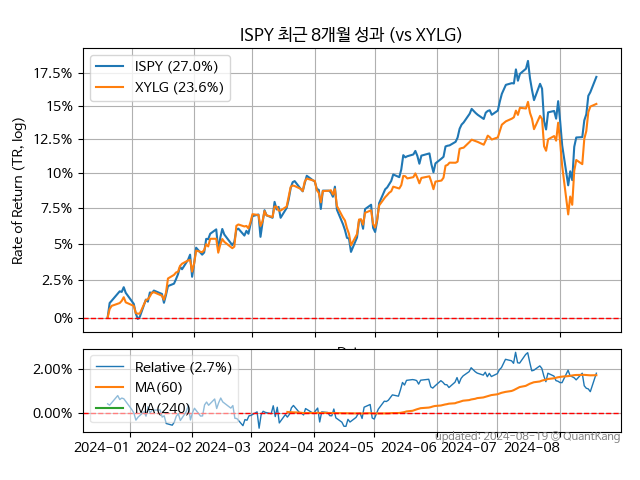 ISPY 최근 8개월 성과 (vs XYLG)
Rate of Return (TR, log)
17.5%
15%
12.5%
10%
7.5%
5%
2.5%
0%
ISPY (27.0%)
XYLG (23.6%)
2.00%
0.00%
Relative (2.7%)
MA(60)
MA(240)
2024-01
2024-02
2024-03
2024-04
2024-05
2024-06
2024-07
2024-08
updated: 2024-08-19 © QuantKang